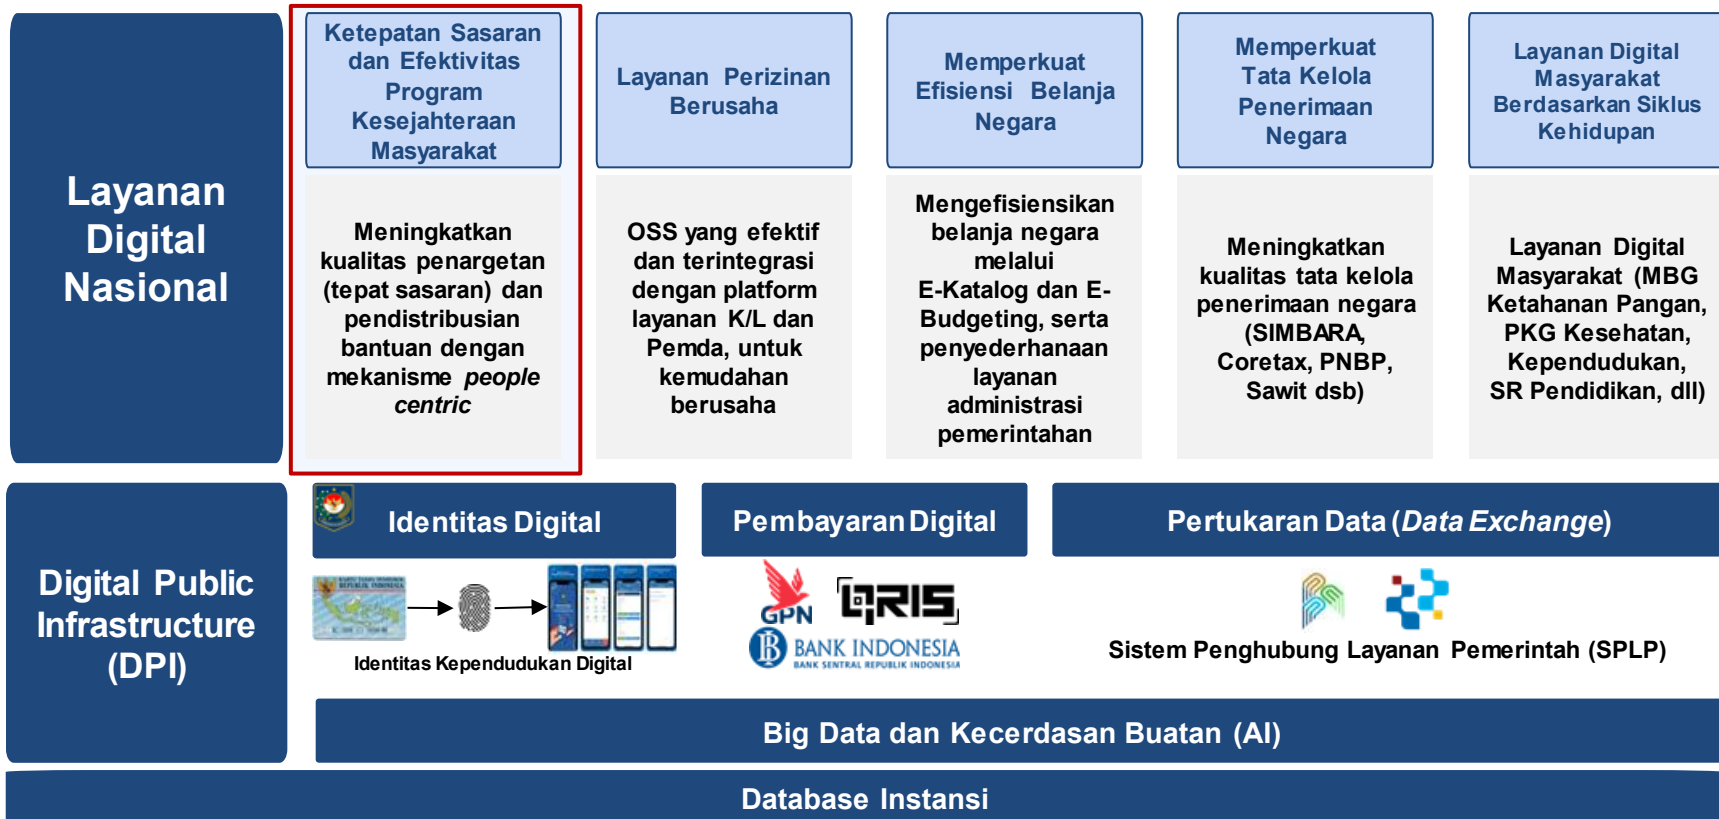 Layanan
Digital
Nasional
Ketepatan Sasaran
dan Efektivitas
Program
Kesejahteraan
Masyarakat
Meningkatkan
kualitas penargetan
(tepat sasaran) dan
pendistribusian
bantuan dengan
mekanisme people
centric
Layanan Perizinan
Berusaha
OSS yang efektif
dan terintegrasi
dengan platform
layanan K/L dan
Pemda, untuk
kemudahan
berusaha
Memperkuat
Efisiensi Belanja
Negara
Mengefisiensikan
belanja negara
melalui
E-Katalog dan E-
Budgeting, serta
penyederhanaan
layanan
administrasi
pemerintahan
Memperkuat
Tata Kelola
Penerimaan
Negara
Meningkatkan
kualitas tata kelola
penerimaan negara
(SIMBARA,
Coretax, PNBP,
Sawit dsb)
Layanan Digital
Masyarakat
Berdasarkan Siklus
Kehidupan
Layanan Digital
Masyarakat (MBG
Ketahanan Pangan,
PKG Kesehatan,
Kependudukan,
SR Pendidikan, dll)
Digital Public
Infrastructure
(DPI)
Identitas Digital
REPUBLIK INDONESIA
Identitas Kependudukan Digital
Pembayaran Digital
GPN
QRIS
BANK INDONESIA
BANK SENTRAL REPUBLIK INDONESIA
Pertukaran Data (Data Exchange)
Sistem Penghubung Layanan Pemerintah (SPLP)
Big Data dan Kecerdasan Buatan (AI)
Database Instansi